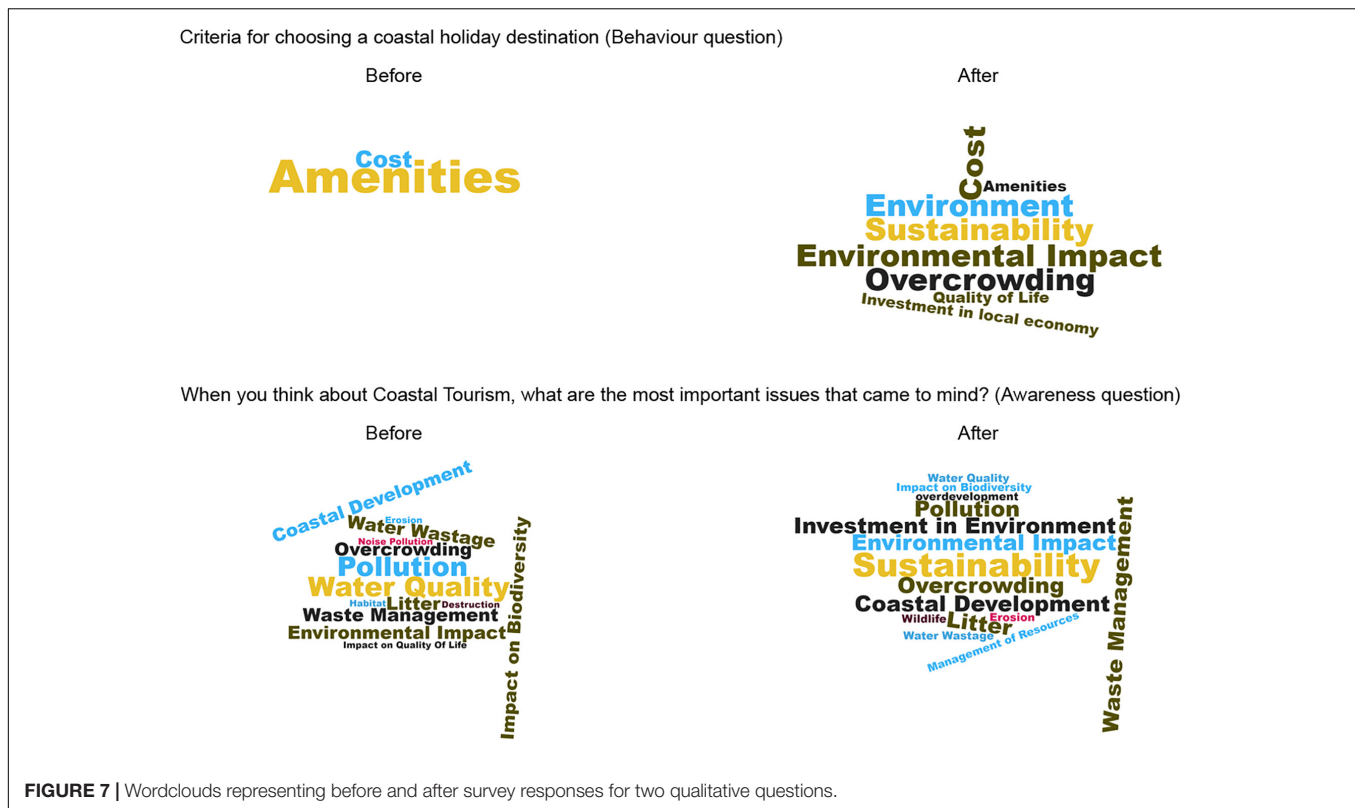 Criteria for choosing a coastal holiday destination (Behaviour question)
Before
After
Cost
Amenities
Cost
Amenities
Environment
Sustainability
Environmental Impact
Overcrowding
Quality of Life
Investment in local economy
When you think about Coastal Tourism, what are the most important issues that came to mind? (Awareness question)
Before
After
Coastal Development
Erosion
Water Wastage
Noise Pollution
Overcrowding
Pollution
Water Quality
Habitat
Litter
Destruction
Waste Management
Environmental Impact
Impact on Quality Of Life
Impact on Biodiversity
Water Quality
Impact on Biodiversity
overdevelopment
Pollution
Investment in Environment
Environmental Impact
Sustainability
Overcrowding
Coastal Development
Wildlife
Litter
Erosion
Water Wastage
Management of Resources
Waste Management
FIGURE 7 | Wordclouds representing before and after survey responses for two qualitative questions.